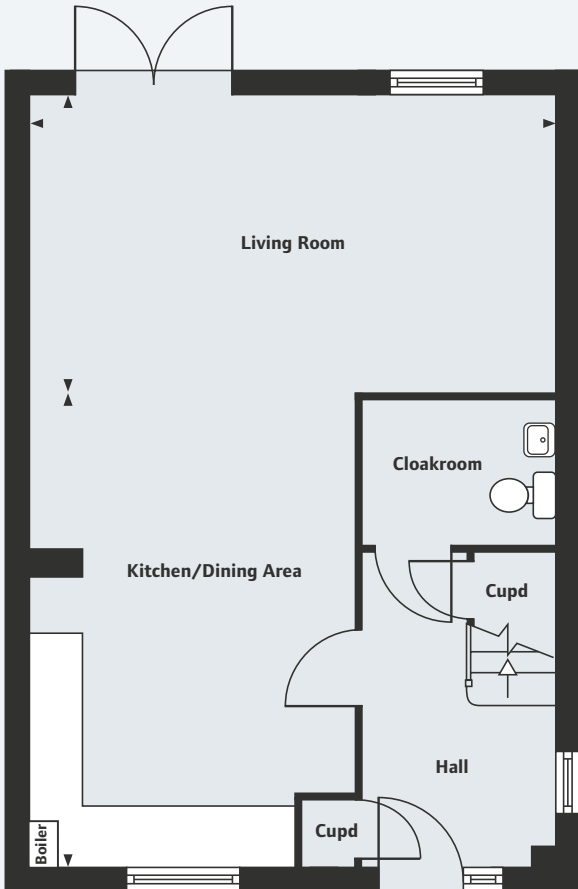 Living Room
Cloakroom
Kitchen/Dining Area
Cupd
Hall
Cupd
Boiler